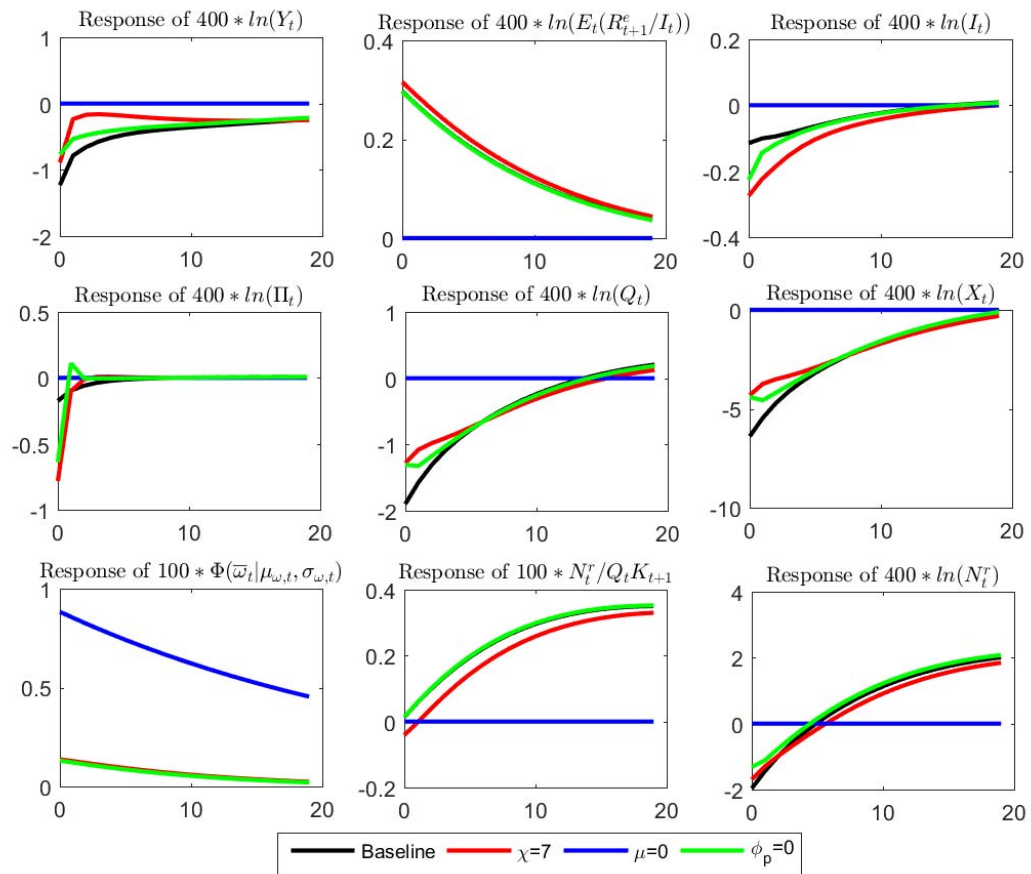 Response of 400 ∗ ln(Y_t)
1
0
-1
-2
0 10 20
Response of 400 ∗ ln(E_t(R^e_{t+1}/I_t))
0.4
0.2
0
0 10 20
Response of 400 ∗ ln(I_t)
0.2
0
-0.2
-0.4
0 10 20
Response of 400 ∗ ln(Π_t)
0.5
0
-0.5
-1
0 10 20
Response of 400 ∗ ln(Q_t)
1
0
-1
-2
0 10 20
Response of 400 ∗ ln(X_t)
0
-5
-10
0 10 20
Response of 100 ∗ Φ(ω̅_t|μ_{ω,t}, σ_{ω,t})
1
0.5
0
0 10 20
Response of 100 ∗ N^r_t/Q_tK_{t+1}
0.4
0.2
0
-0.2
0 10 20
Response of 400 ∗ ln(N^r_t)
4
2
0
-2
0 10 20
Baseline χ=7 μ=0 ϕ_p=0